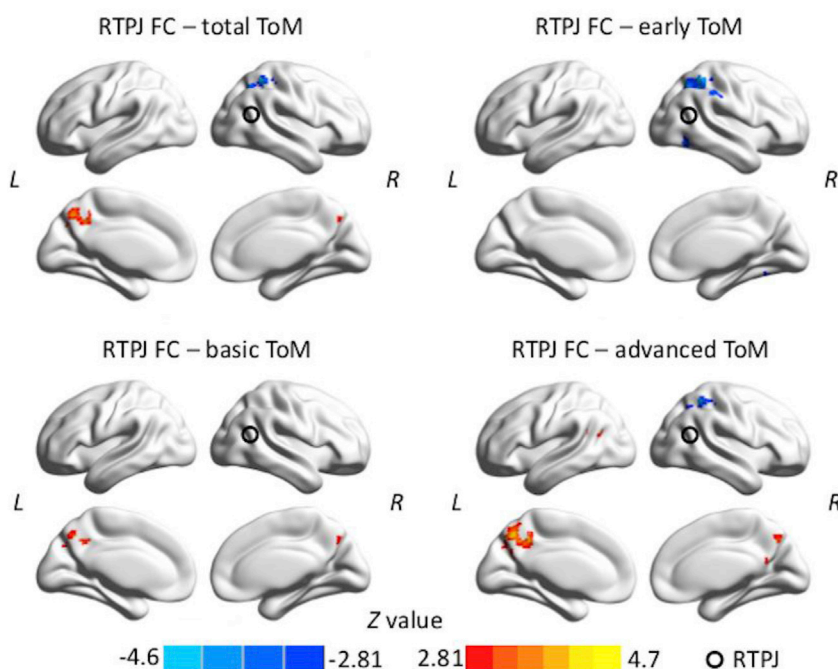 RTPJ FC – total ToM
RTPJ FC – early ToM
L
R
L
R
RTPJ FC – basic ToM
RTPJ FC – advanced ToM
L
R
L
R
Z value
-4.6
-2.81
2.81
4.7
RTPJ